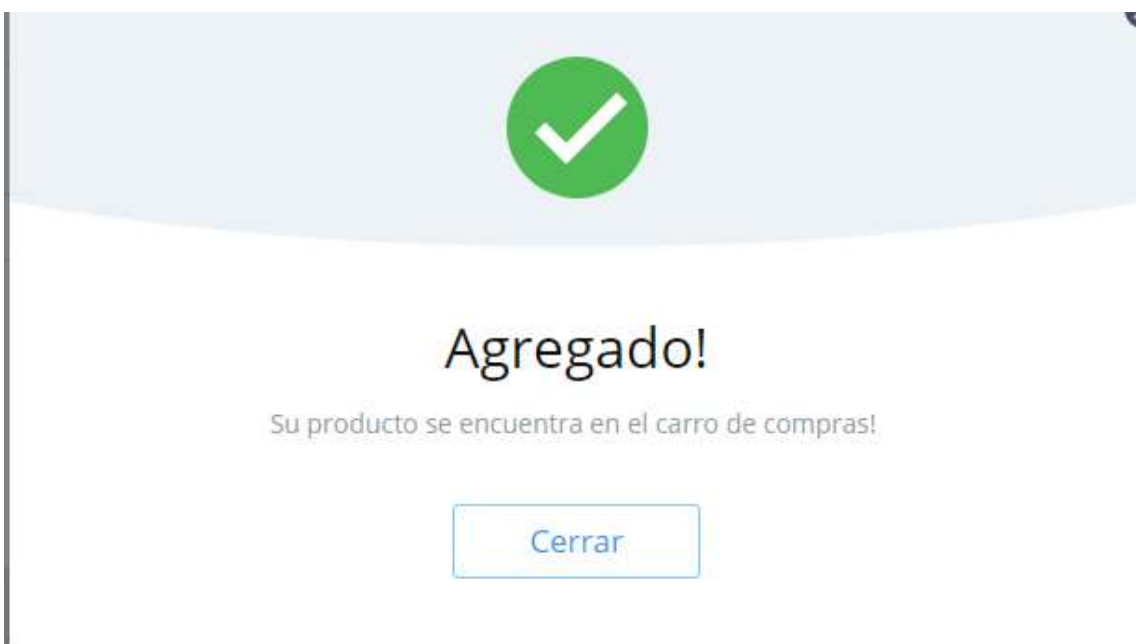 Agregado!
Su producto se encuentra en el carro de compras!
Cerrar